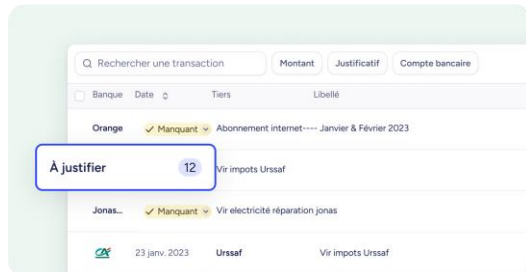 Rechercher une transaction Montant Justificatif Compte bancaire
Banque Date Tiers Libellé
Orange Manquant Abonnement internet---- Janvier & Février 2023
À justifier 12 Vir impots Urssaf
Jonas... Manquant Vir electricité réparation jonas
CA 23 janv. 2023 Urssaf Vir impots Urssaf